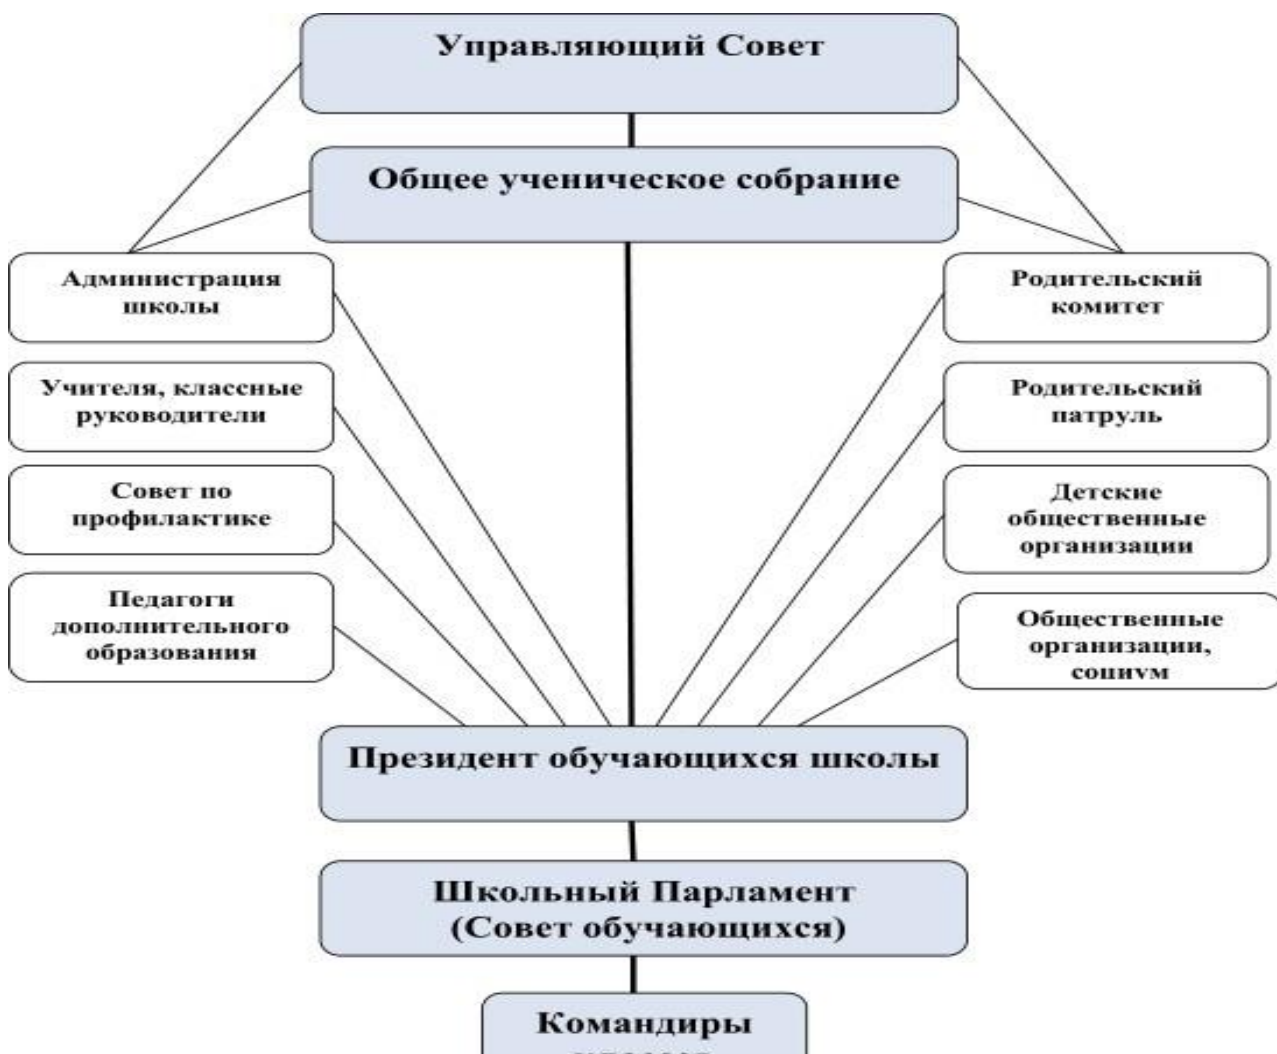 Управляющий Совет
Общее ученическое собрание
Администрация
школы
Родительский
комитет
Учителя, классные
руководители
Родительский
патруль
Совет по
профилактике
Детские
общественные
организации
Педагоги
дополнительного
образования
Общественные
организации,
социум
Президент обучающихся школы
Школьный Парламент
(Совет обучающихся)
Командиры